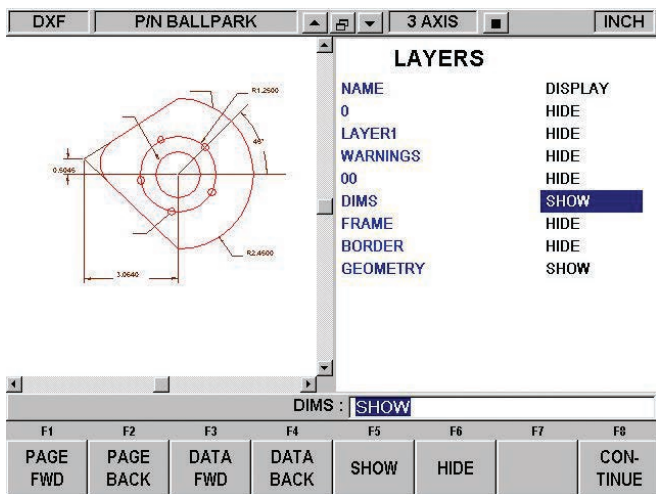 DXF P/N BALLPARK 3 AXIS INCH
LAYERS
NAME DISPLAY
0 HIDE
LAYER1 HIDE
WARNINGS HIDE
00 HIDE
DIMS SHOW
FRAME HIDE
BORDER HIDE
GEOMETRY SHOW
R1.2500
46°
0.5045
R2.4500
3.0640
DIMS : SHOW
F1 F2 F3 F4 F5 F6 F7 F8
PAGE FWD PAGE BACK DATA FWD DATA BACK SHOW HIDE CON-TINUE